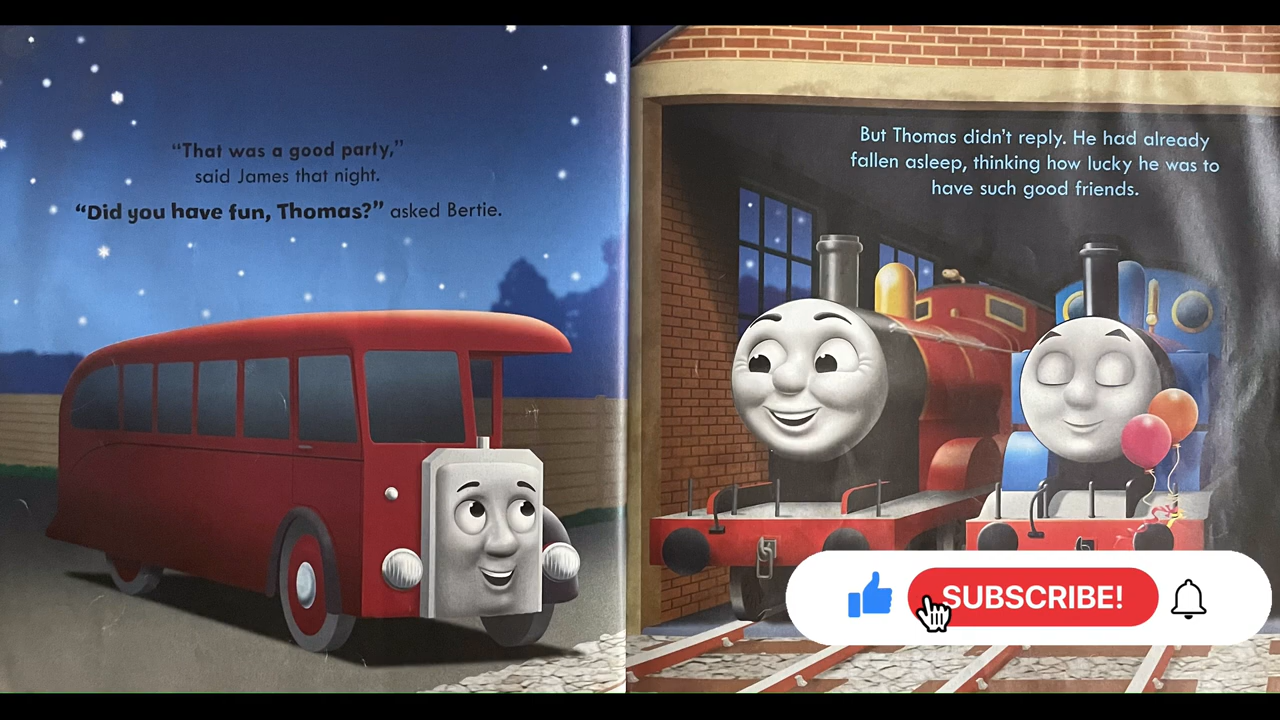 “That was a good party,”
said James that night.
“Did you have fun, Thomas?” asked Bertie.
But Thomas didn’t reply. He had already
fallen asleep, thinking how lucky he was to
have such good friends.
SUBSCRIBE!